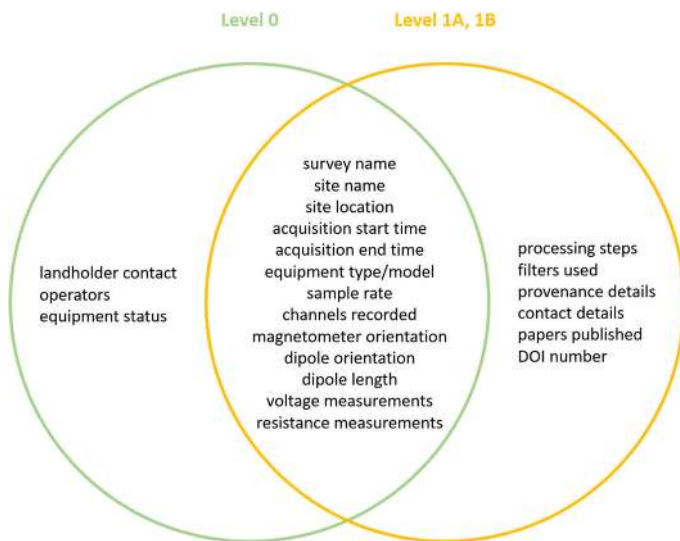 Level 0
Level 1A, 1B
landholder contact
operators
equipment status
survey name
site name
site location
acquisition start time
acquisition end time
equipment type/model
sample rate
channels recorded
magnetometer orientation
dipole orientation
dipole length
voltage measurements
resistance measurements
processing steps
filters used
provenance details
contact details
papers published
DOI number